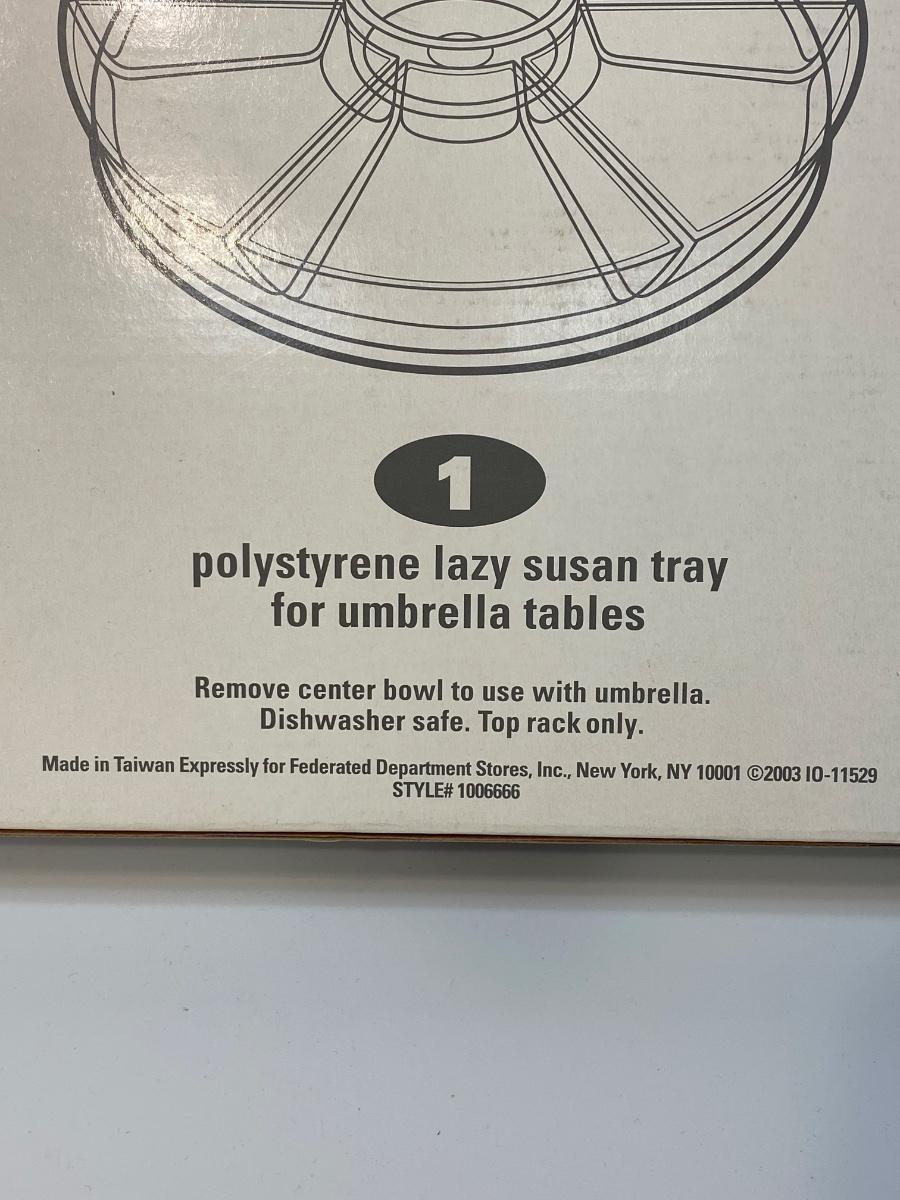 1
polystyrene lazy susan tray
for umbrella tables
Remove center bowl to use with umbrella.
Dishwasher safe. Top rack only.
Made in Taiwan Expressly for Federated Department Stores, Inc., New York, NY 10001 ©2003 IO-11529
STYLE# 1006666